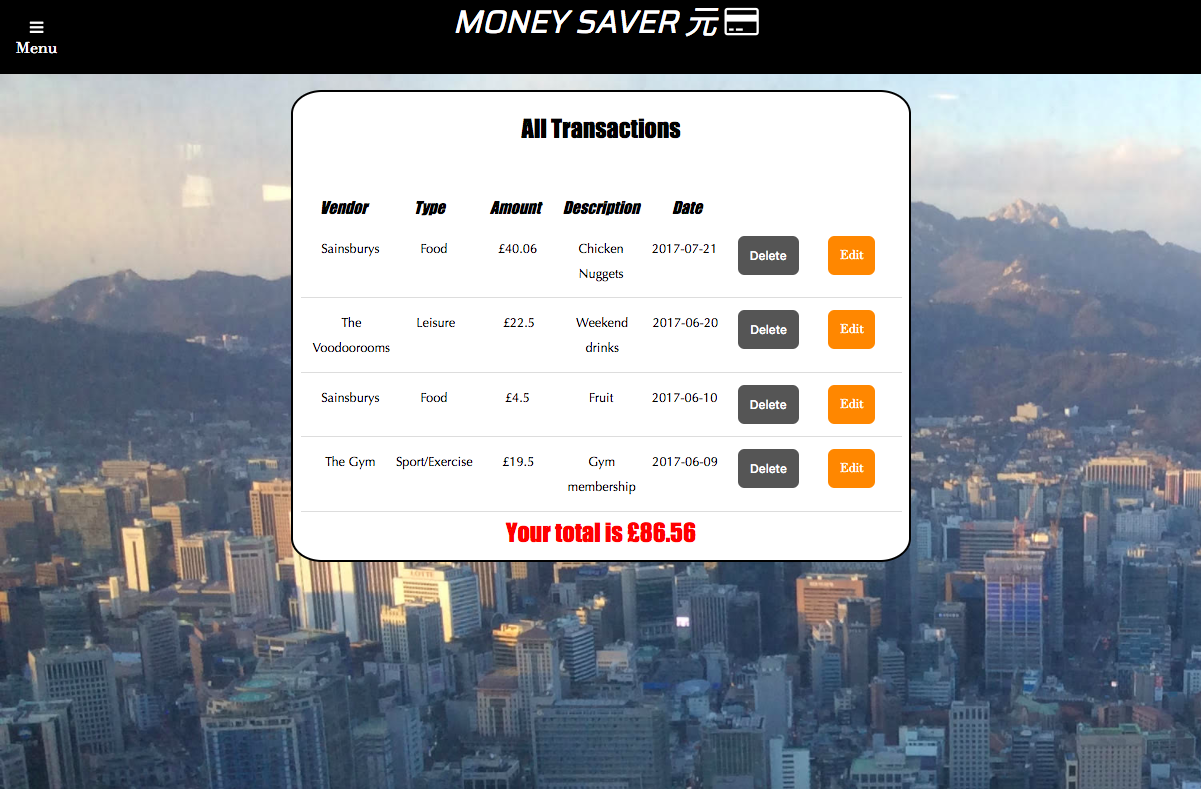 MONEY SAVER 元
Menu
All Transactions
Vendor Type Amount Description Date
Sainsburys Food £40.06 Chicken Nuggets 2017-07-21 Delete Edit
The Voodoorooms Leisure £22.5 Weekend drinks 2017-06-20 Delete Edit
Sainsburys Food £4.5 Fruit 2017-06-10 Delete Edit
The Gym Sport/Exercise £19.5 Gym membership 2017-06-09 Delete Edit
Your total is £86.56
LOTTE